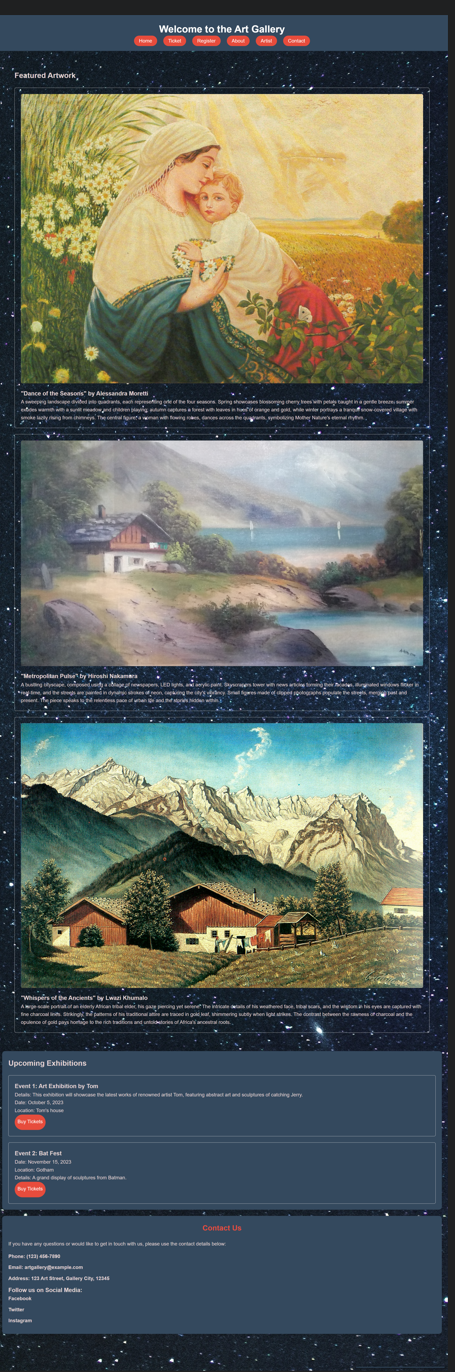 Welcome to the Art Gallery
Home Ticket Register About Artist Contact
Featured Artwork
"Dance of the Seasons" by Alessandra Moretti
A sweeping landscape divided into quadrants, each representing one of the four seasons. Spring showcases blossoming cherry trees with petals caught in a gentle breeze; summer
exudes warmth with a sunlit meadow and children playing; autumn captures a forest with leaves in hues of orange and gold, while winter portrays a tranquil snow-covered village with
smoke lazily rising from chimneys. The central figure, a woman with flowing robes, dances across the quadrants, symbolizing Mother Nature's eternal rhythm.
"Metropolitan Pulse" by Hiroshi Nakamura
A bustling cityscape, composed using a collage of newspapers, LED lights, and acrylic paint. Skyscrapers tower with news articles forming their facades, illuminated windows flicker in
real-time, and the streets are painted in dynamic strokes of neon, capturing the city's vibrancy. Small figures made of clipped photographs populate the streets, merging past and
present. The piece speaks to the relentless pace of urban life and the stories hidden within.
"Whispers of the Ancients" by Lwazi Khumalo
A large-scale portrait of an elderly African tribal elder, his gaze piercing yet serene. The intricate details of his weathered face, tribal scars, and the wisdom in his eyes are captured with
fine charcoal lines. Strikingly, the patterns of his traditional attire are traced in gold leaf, shimmering subtly when light strikes. The contrast between the rawness of charcoal and the
opulence of gold pays homage to the rich traditions and untold stories of Africa's ancestral roots.
Upcoming Exhibitions
Event 1: Art Exhibition by Tom
Details: This exhibition will showcase the latest works of renowned artist Tom, featuring abstract art and sculptures of catching Jerry.
Date: October 5, 2023
Location: Tom's house
Buy Tickets
Event 2: Bat Fest
Date: November 15, 2023
Location: Gotham
Details: A grand display of sculptures from Batman.
Buy Tickets
Contact Us
If you have any questions or would like to get in touch with us, please use the contact details below:
Phone: (123) 456-7890
Email: artgallery@example.com
Address: 123 Art Street, Gallery City, 12345
Follow us on Social Media:
Facebook
Twitter
Instagram